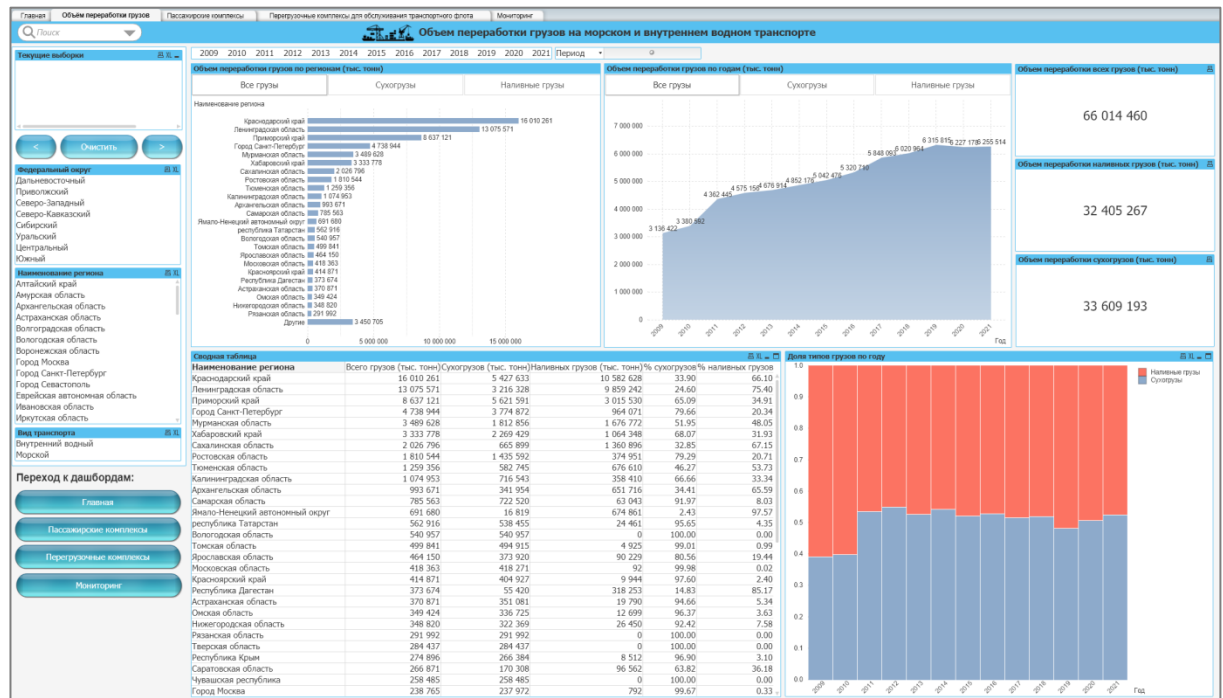 Главная Объём переработки грузов Пассажирские комплексы Перегрузочные комплексы для обслуживания транспортного флота Мониторинг
Поиск
Объем переработки грузов на морском и внутреннем водном транспорте
Текущие выборки
2009 2010 2011 2012 2013 2014 2015 2016 2017 2018 2019 2020 2021 Период
< Очистить >
Федеральный округ
Дальневосточный
Приволжский
Северо-Западный
Северо-Кавказский
Сибирский
Уральский
Центральный
Южный
Наименование региона
Алтайский край
Амурская область
Архангельская область
Астраханская область
Волгоградская область
Вологодская область
Воронежская область
Город Москва
Город Санкт-Петербург
Город Севастополь
Еврейская автономная область
Ивановская область
Иркутская область
Вид транспорта
Внутренний водный
Морской
Переход к дашбордам:
Главная
Пассажирские комплексы
Перегрузочные комплексы
Мониторинг
Объем переработки грузов по регионам (тыс. тонн)
Все грузы Сухогрузы Наливные грузы
Наименование региона
Краснодарский край 16 010 261
Ленинградская область 13 075 571
Приморский край 8 637 121
Город Санкт-Петербург 4 738 944
Мурманская область 3 489 628
Хабаровский край 3 333 778
Сахалинская область 2 026 796
Ростовская область 1 810 544
Тюменская область 1 259 356
Калининградская область 1 074 953
Архангельская область 993 671
Самарская область 785 563
Ямало-Ненецкий автономный округ 691 680
республика Татарстан 562 916
Вологодская область 540 957
Томская область 499 841
Ярославская область 464 150
Московская область 418 363
Красноярский край 414 871
Республика Дагестан 373 674
Астраханская область 370 871
Омская область 349 424
Нижегородская область 348 820
Рязанская область 291 992
Другие 3 450 705
0 5 000 000 10 000 000 15 000 000
Объем переработки грузов по годам (тыс. тонн)
Все грузы Сухогрузы Наливные грузы
7 000 000
6 000 000
5 000 000
4 000 000
3 000 000
2 000 000
1 000 000
0
3 136 422 3 380 592 4 362 445 4 575 156 4 676 914 4 852 176 5 042 476 5 320 716 5 848 093 6 020 964 6 315 815 6 227 178 6 255 514
2009 2010 2011 2012 2013 2014 2015 2016 2017 2018 2019 2020 2021
Год
Объем переработки всех грузов (тыс. тонн)
66 014 460
Объем переработки наливных грузов (тыс. тонн)
32 405 267
Объем переработки сухогрузов (тыс. тонн)
33 609 193
Сводная таблица
Наименование региона Всего грузов (тыс. тонн) Сухогрузов (тыс. тонн) Наливных грузов (тыс. тонн) % сухогрузов % наливных грузов
Краснодарский край 16 010 261 5 427 633 10 582 628 33.90 66.10
Ленинградская область 13 075 571 3 216 328 9 859 242 24.60 75.40
Приморский край 8 637 121 5 621 591 3 015 530 65.09 34.91
Город Санкт-Петербург 4 738 944 3 774 872 964 071 79.66 20.34
Мурманская область 3 489 628 1 812 856 1 676 772 51.95 48.05
Хабаровский край 3 333 778 2 269 429 1 064 348 68.07 31.93
Сахалинская область 2 026 796 665 899 1 360 896 32.85 67.15
Ростовская область 1 810 544 1 435 592 374 951 79.29 20.71
Тюменская область 1 259 356 582 745 676 610 46.27 53.73
Калининградская область 1 074 953 716 543 358 410 66.66 33.34
Архангельская область 993 671 341 954 651 716 34.41 65.59
Самарская область 785 563 722 520 63 043 91.97 8.03
Ямало-Ненецкий автономный округ 691 680 16 819 674 861 2.43 97.57
республика Татарстан 562 916 538 455 24 461 95.65 4.35
Вологодская область 540 957 540 957 0 100.00 0.00
Томская область 499 841 494 915 4 925 99.01 0.99
Ярославская область 464 150 373 920 90 229 80.56 19.44
Московская область 418 363 418 271 92 99.98 0.02
Красноярский край 414 871 404 927 9 944 97.60 2.40
Республика Дагестан 373 674 55 420 318 253 14.83 85.17
Астраханская область 370 871 351 081 19 790 94.66 5.34
Омская область 349 424 336 725 12 699 96.37 3.63
Нижегородская область 348 820 322 369 26 450 92.42 7.58
Рязанская область 291 992 291 992 0 100.00 0.00
Тверская область 284 437 284 437 0 100.00 0.00
Республика Крым 274 896 266 384 8 512 96.90 3.10
Саратовская область 266 871 170 308 96 562 63.82 36.18
Чувашская республика 258 485 258 485 0 100.00 0.00
Город Москва 238 765 237 972 792 99.67 0.33
Доля типов грузов по году
1.0
0.9
0.8
0.7
0.6
0.5
0.4
0.3
0.2
0.1
0.0
2009 2010 2011 2012 2013 2014 2015 2016 2017 2018 2019 2020 2021
Год
Наливные грузы
Сухогрузы